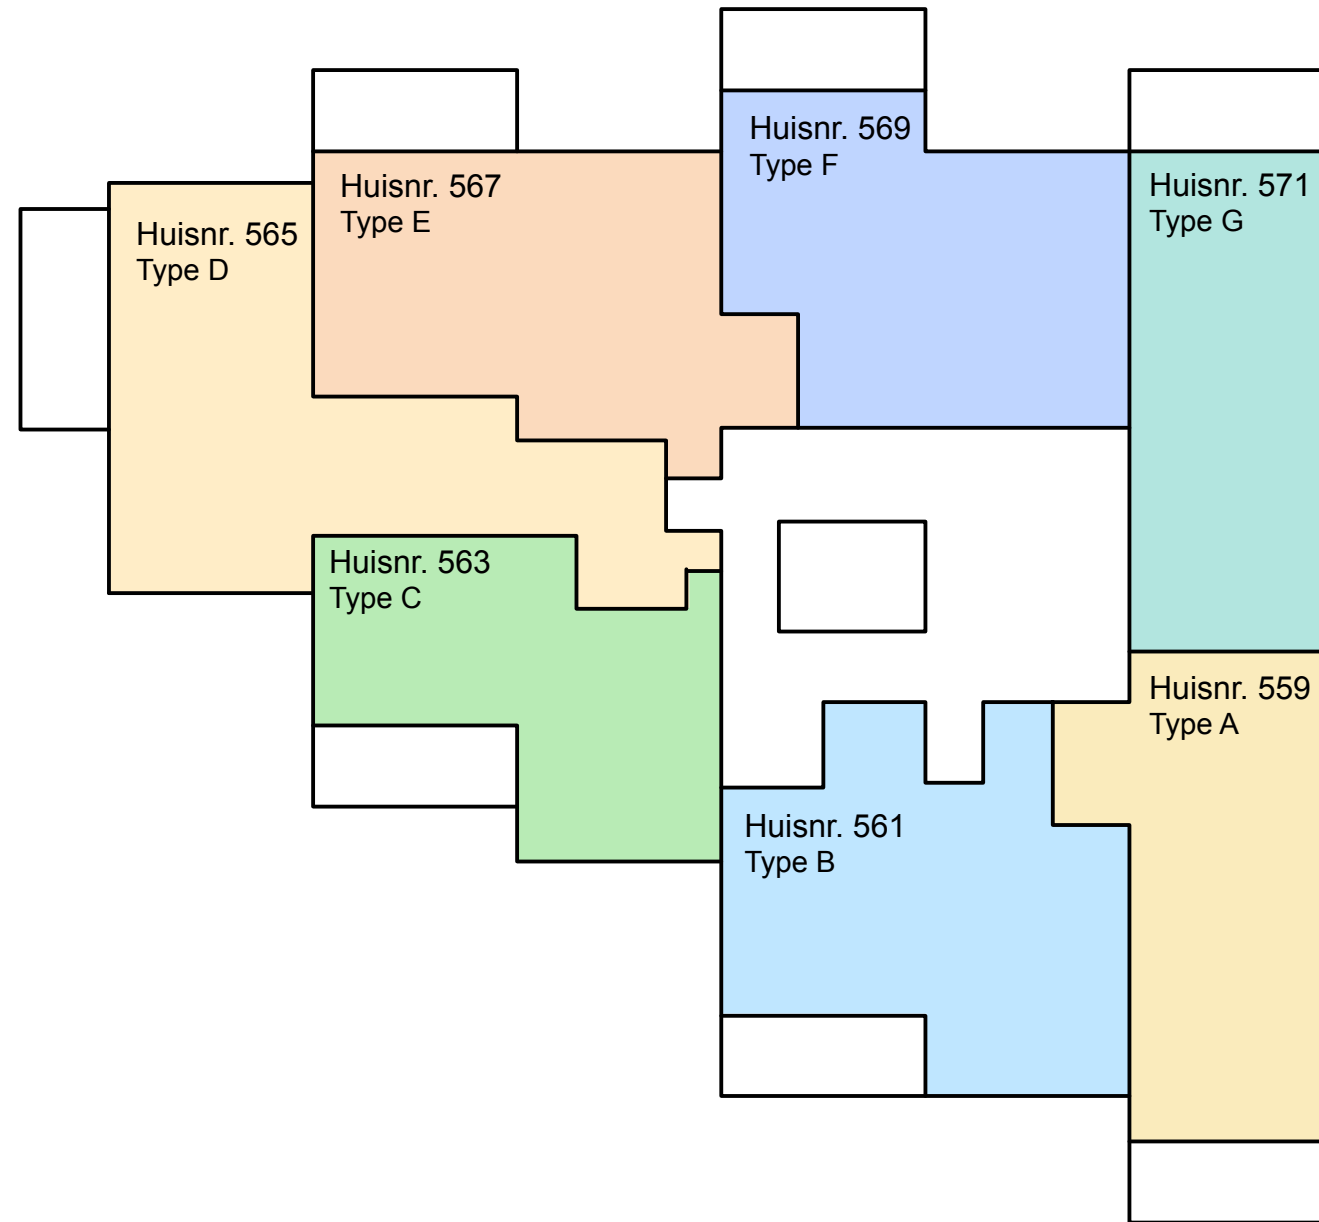 Huisnr. 569
Type F
Huisnr. 567
Type E
Huisnr. 571
Type G
Huisnr. 565
Type D
Huisnr. 563
Type C
Huisnr. 559
Type A
Huisnr. 561
Type B